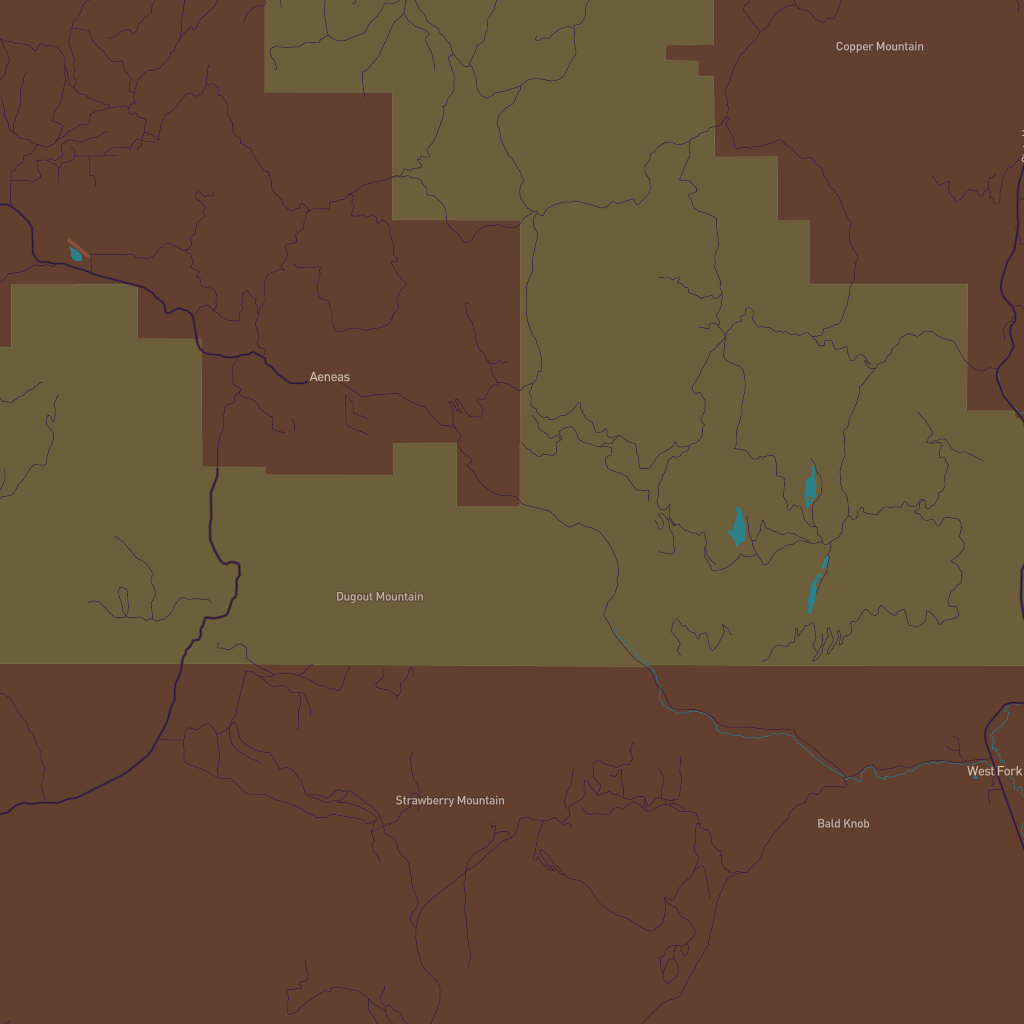 Copper Mountain
Aeneas
Dugout Mountain
West Fork
Strawberry Mountain
Bald Knob